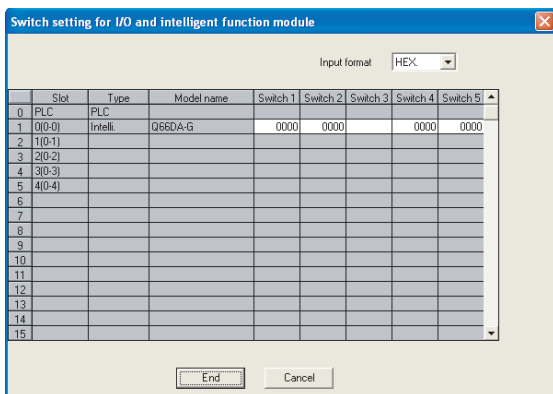 Switch setting for I/O and intelligent function module
Input format HEX.
Slot Type Model name Switch 1 Switch 2 Switch 3 Switch 4 Switch 5
0 PLC PLC
1 0(0-0) Intelli. Q66DA-G 0000 0000 0000 0000
2 1(0-1)
3 2(0-2)
4 3(0-3)
5 4(0-4)
6
7
8
9
10
11
12
13
14
15
End Cancel